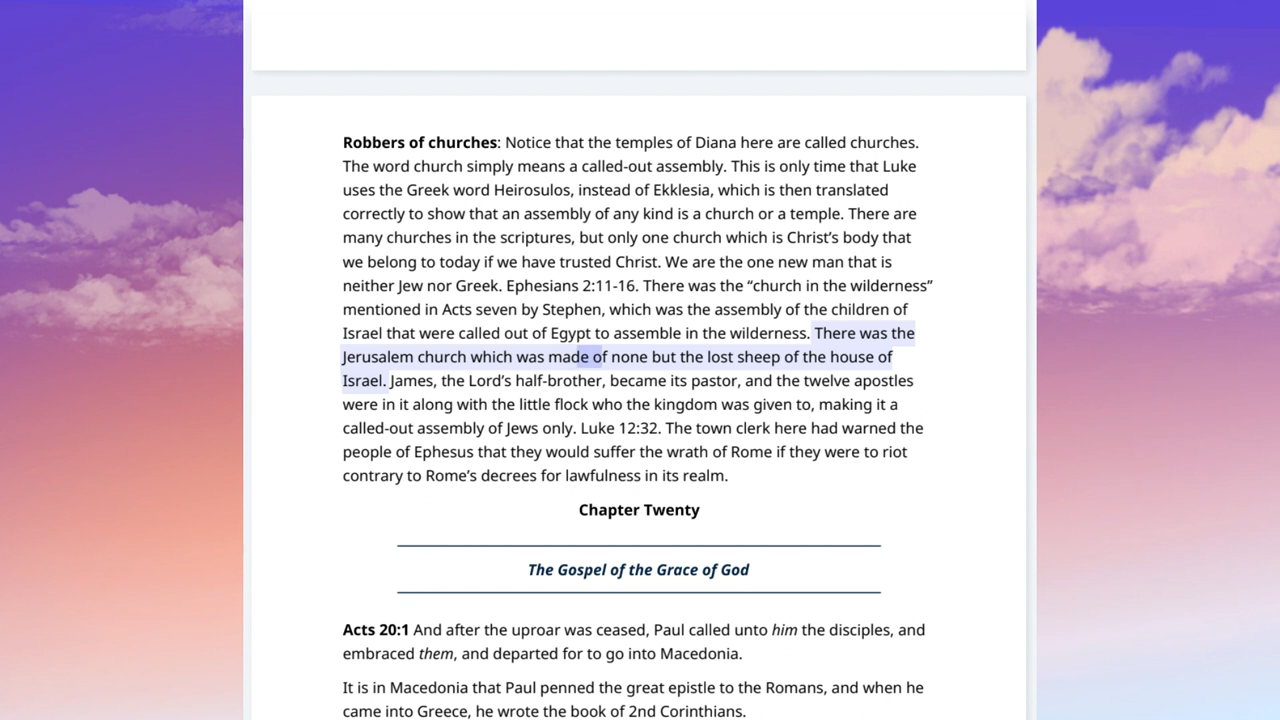 Robbers of churches: Notice that the temples of Diana here are called churches.
The word church simply means a called-out assembly. This is only time that Luke
uses the Greek word Heirosulos, instead of Ekklesia, which is then translated
correctly to show that an assembly of any kind is a church or a temple. There are
many churches in the scriptures, but only one church which is Christ’s body that
we belong to today if we have trusted Christ. We are the one new man that is
neither Jew nor Greek. Ephesians 2:11-16. There was the “church in the wilderness”
mentioned in Acts seven by Stephen, which was the assembly of the children of
Israel that were called out of Egypt to assemble in the wilderness. There was the
Jerusalem church which was made of none but the lost sheep of the house of
Israel. James, the Lord’s half-brother, became its pastor, and the twelve apostles
were in it along with the little flock who the kingdom was given to, making it a
called-out assembly of Jews only. Luke 12:32. The town clerk here had warned the
people of Ephesus that they would suffer the wrath of Rome if they were to riot
contrary to Rome’s decrees for lawfulness in its realm.
Chapter Twenty
The Gospel of the Grace of God
Acts 20:1 And after the uproar was ceased, Paul called unto him the disciples, and
embraced them, and departed for to go into Macedonia.
It is in Macedonia that Paul penned the great epistle to the Romans, and when he
came into Greece, he wrote the book of 2nd Corinthians.